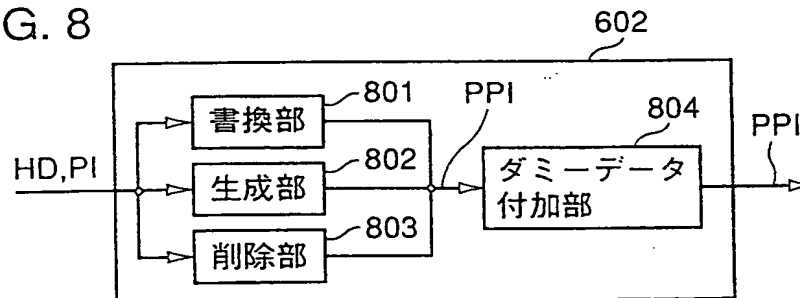 G. 8
602
書換部
801
PPI
804
PPI
HD,PI
生成部
802
ダミーデータ
付加部
削除部
803